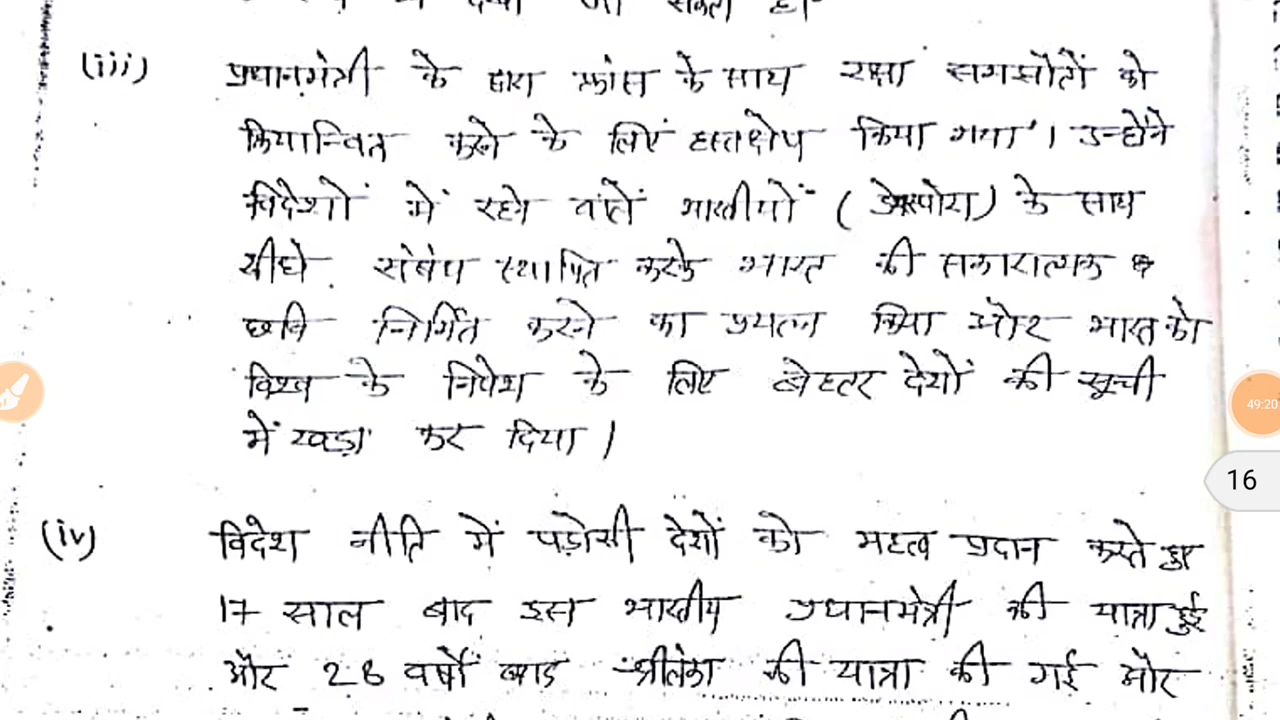 (iii) प्रधानमंत्री के द्वारा फ्रांस के साथ रक्षा समझौतों को
क्रियान्वित करने के लिए हस्तक्षेप किया गया। उन्होंने
विदेशों में रहने वाले भारतीयों (डायस्पोरा) के साथ
सीधे संबंध स्थापित करके भारत की सकारात्मक
छवि निर्मित करने का प्रयत्न किया और भारत को
विश्व के निवेश के लिए बेहतर देशों की सूची
में खड़ा कर दिया।
(iv) विदेश नीति में पड़ोसी देशों को महत्व प्रदान करते हुए
17 साल बाद इस भारतीय प्रधानमंत्री की यात्रा हुई
और 28 वर्षों बाद श्रीलंका की यात्रा की गई और
49:20
16